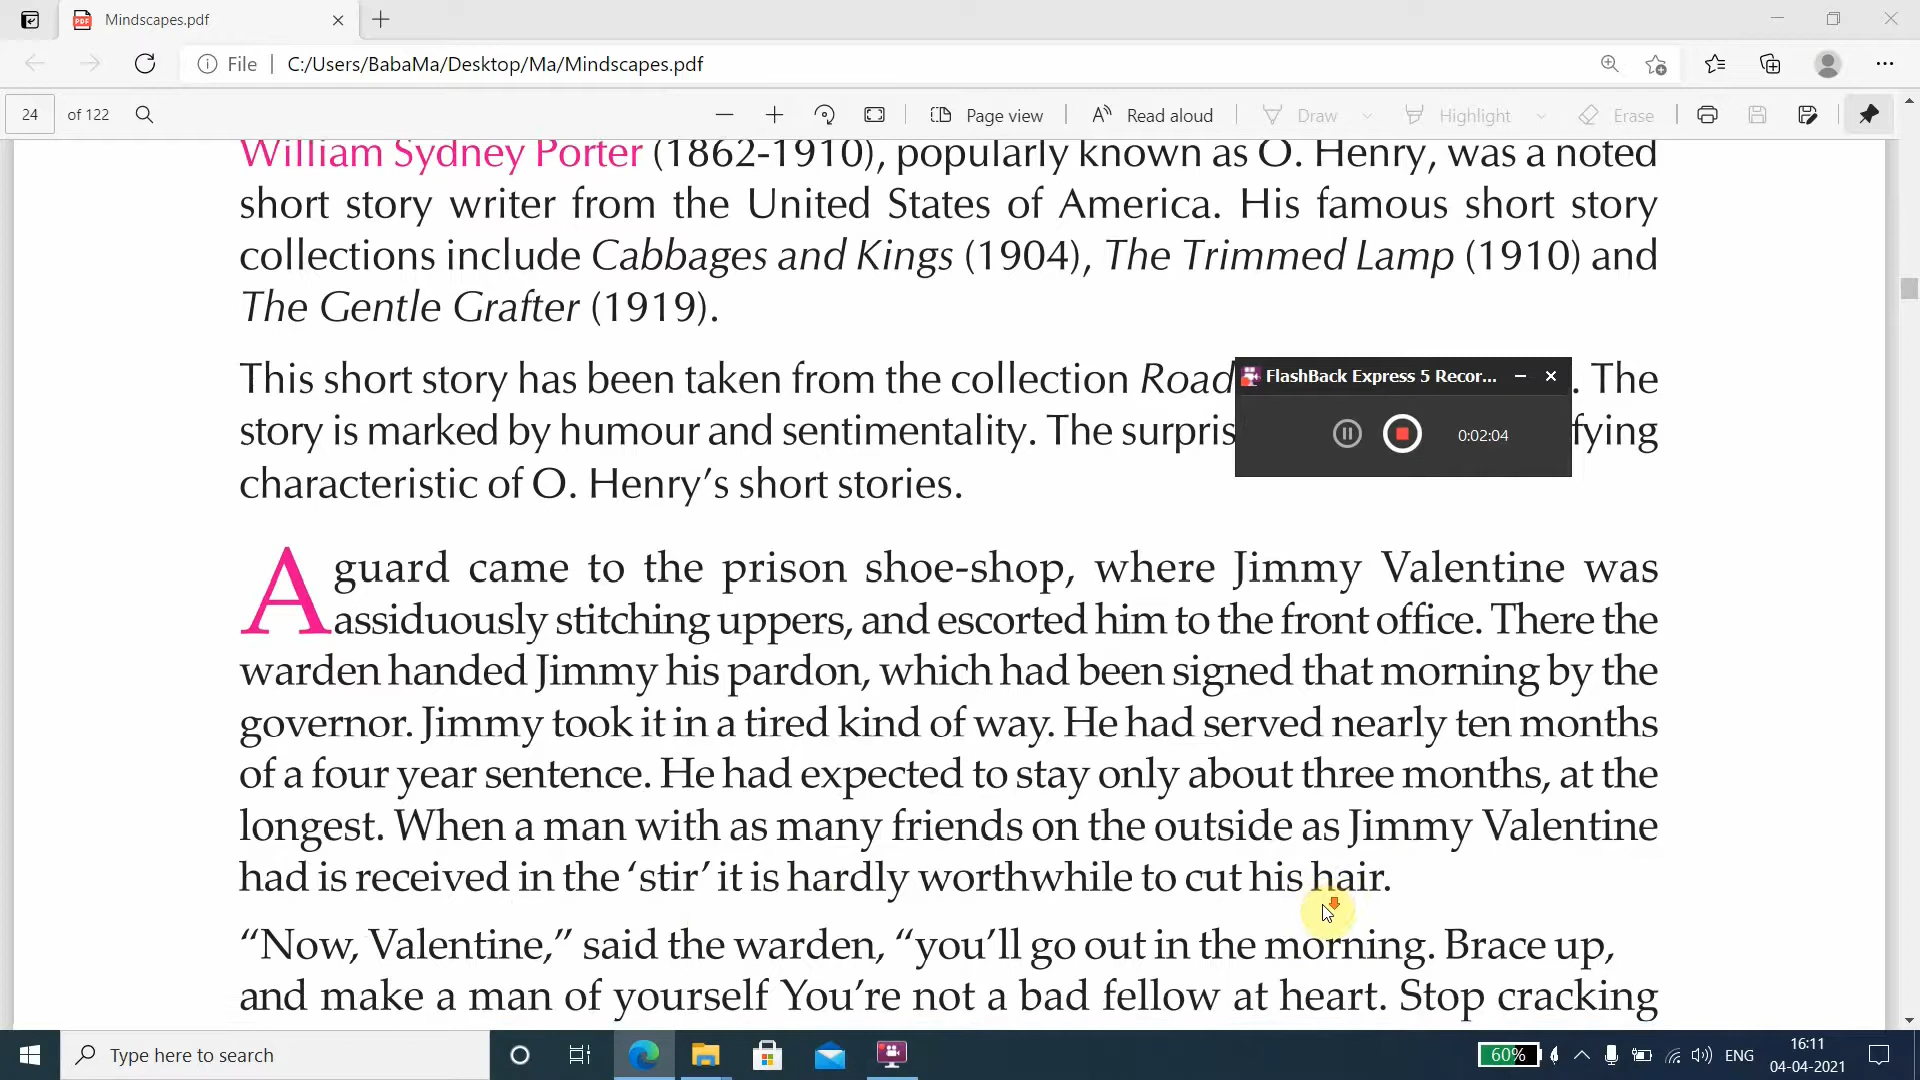 Mindscapes.pdf
File | C:/Users/BabaMa/Desktop/Ma/Mindscapes.pdf
24 of 122 Page view Read aloud Draw Highlight Erase
William Sydney Porter (1862-1910), popularly known as O. Henry, was a noted
short story writer from the United States of America. His famous short story
collections include Cabbages and Kings (1904), The Trimmed Lamp (1910) and
The Gentle Grafter (1919).
This short story has been taken from the collection Road . The
FlashBack Express 5 Recor...
story is marked by humour and sentimentality. The surpris fying
0:02:04
characteristic of O. Henry's short stories.
A guard came to the prison shoe-shop, where Jimmy Valentine was
assiduously stitching uppers, and escorted him to the front office. There the
warden handed Jimmy his pardon, which had been signed that morning by the
governor. Jimmy took it in a tired kind of way. He had served nearly ten months
of a four year sentence. He had expected to stay only about three months, at the
longest. When a man with as many friends on the outside as Jimmy Valentine
had is received in the ‘stir’ it is hardly worthwhile to cut his hair.
“Now, Valentine,” said the warden, “you’ll go out in the morning. Brace up,
and make a man of yourself You’re not a bad fellow at heart. Stop cracking
Type here to search
60% ENG
16:11
04-04-2021